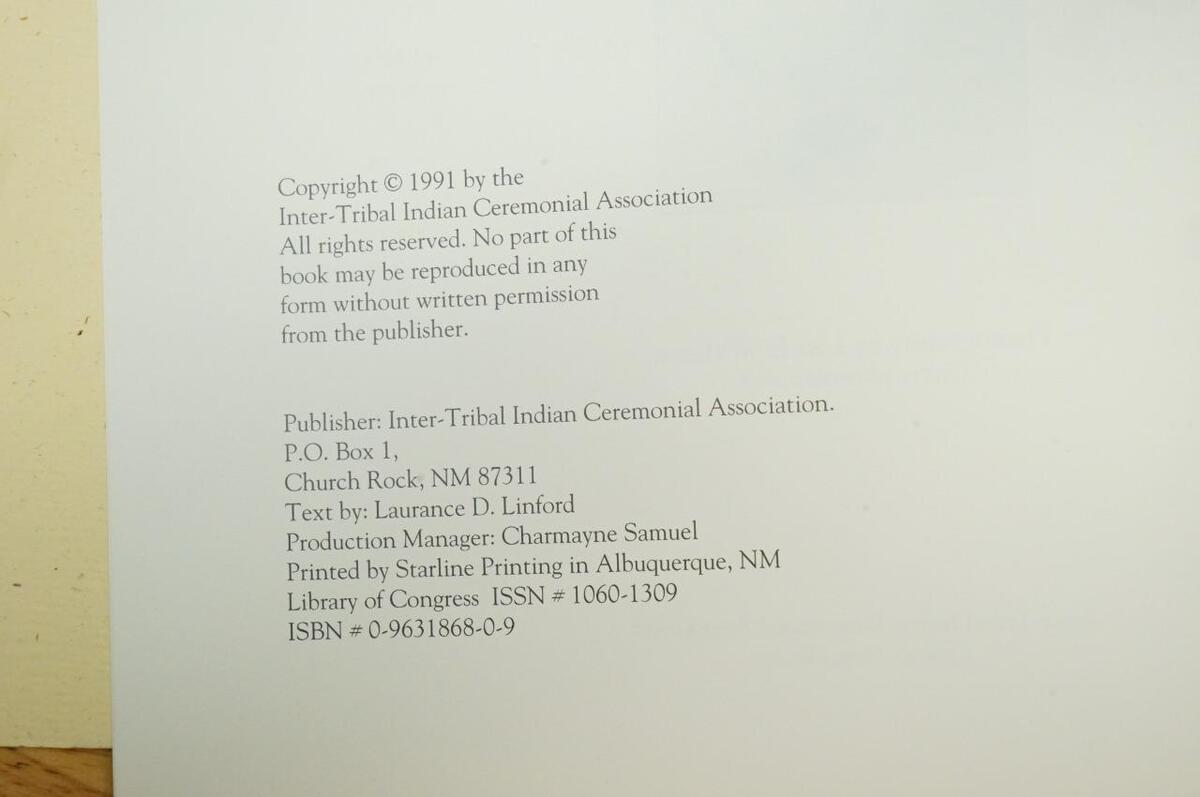 Copyright © 1991 by the
Inter-Tribal Indian Ceremonial Association
All rights reserved. No part of this
book may be reproduced in any
form without written permission
from the publisher.
Publisher: Inter-Tribal Indian Ceremonial Association.
P.O. Box 1,
Church Rock, NM 87311
Text by: Laurance D. Linford
Production Manager: Charmayne Samuel
Printed by Starline Printing in Albuquerque, NM
Library of Congress ISSN # 1060-1309
ISBN # 0-9631868-0-9